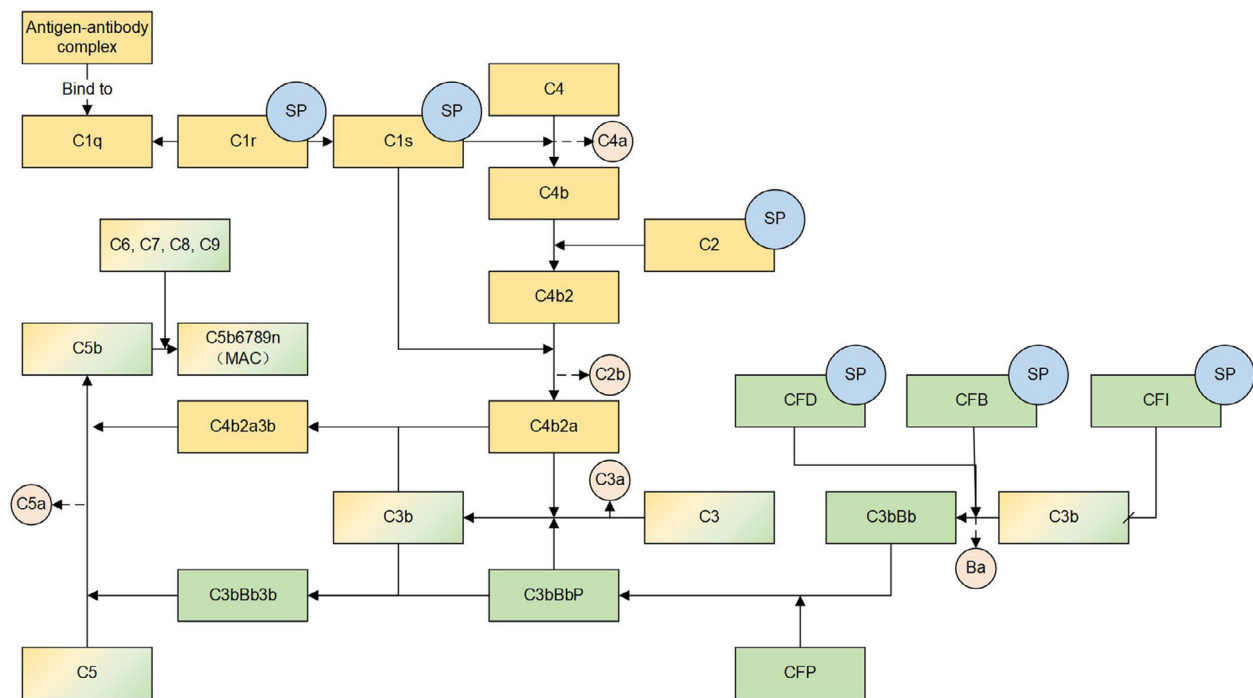 Antigen-antibody
complex
Bind to
C1q
C1r
SP
C1s
SP
C4
C4a
C4b
C2
SP
C6, C7, C8, C9
C4b2
C5b
C5b6789n
（MAC）
C2b
CFD
SP
CFB
SP
CFI
SP
C4b2a3b
C4b2a
C5a
C3a
C3b
C3
C3bBb
C3b
Ba
C3bBb3b
C3bBbP
C5
CFP